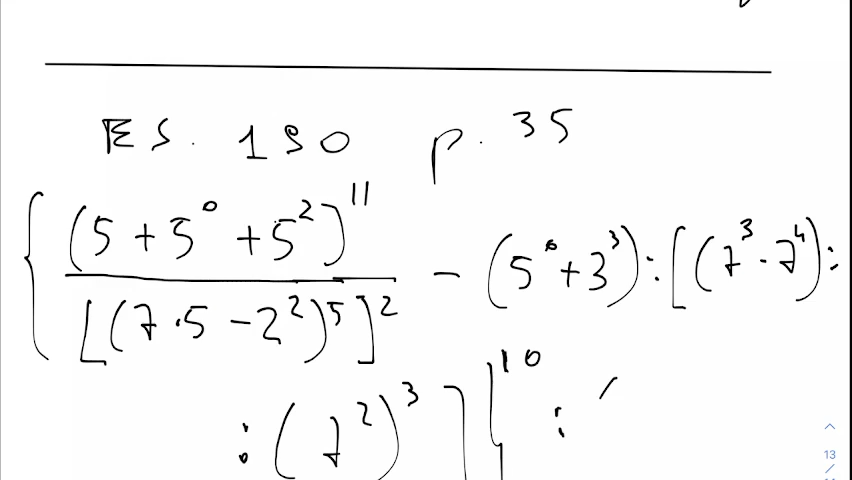 ES. 190 p. 35
{ (5 + 5⁰ + 5²)¹¹ / [(7 · 5 − 2²)⁵]² − (5⁰ + 3³) : [(7³ · 7⁴) :
: (7²)³ ] }¹⁰ : (
13